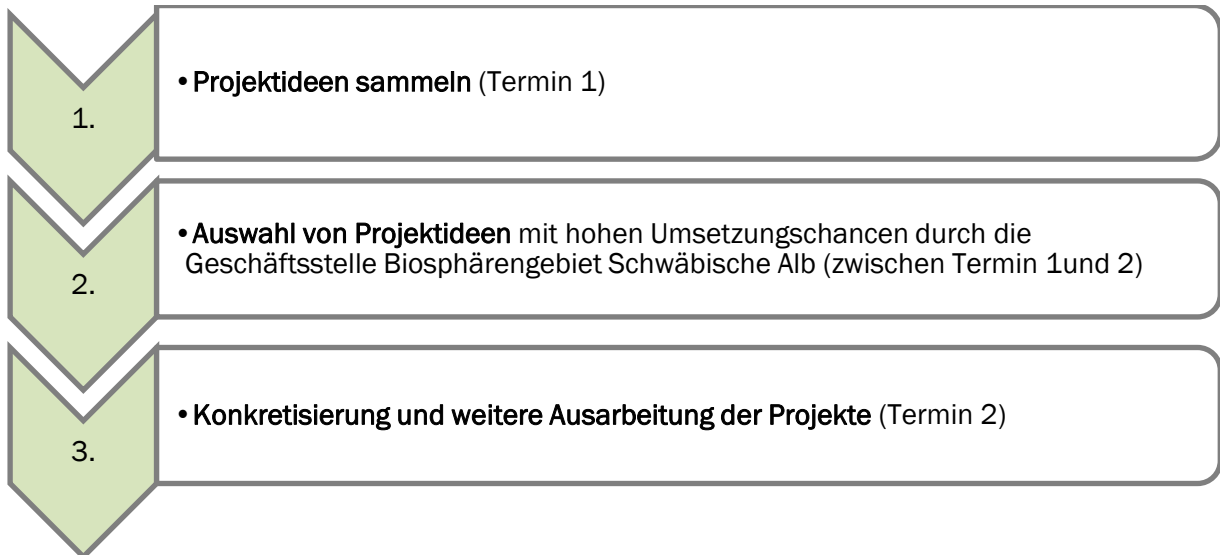 1.
•Projektideen sammeln (Termin 1)
2.
•Auswahl von Projektideen mit hohen Umsetzungschancen durch die
Geschäftsstelle Biosphärengebiet Schwäbische Alb (zwischen Termin 1und 2)
3.
•Konkretisierung und weitere Ausarbeitung der Projekte (Termin 2)